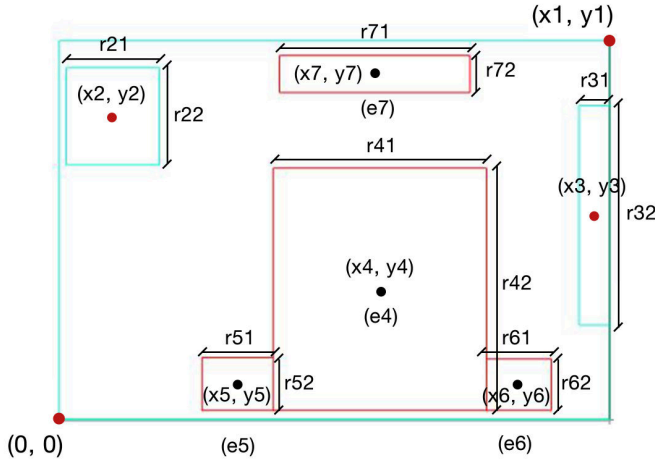 (x1, y1)
r71
r21
(x7, y7)
r72
(x2, y2)
r31
(e7)
r22
r41
(x3, y3)
r32
(x4, y4)
r42
(e4)
r51
r61
(x5, y5)
r52
(x6, y6)
r62
(0, 0)
(e5)
(e6)